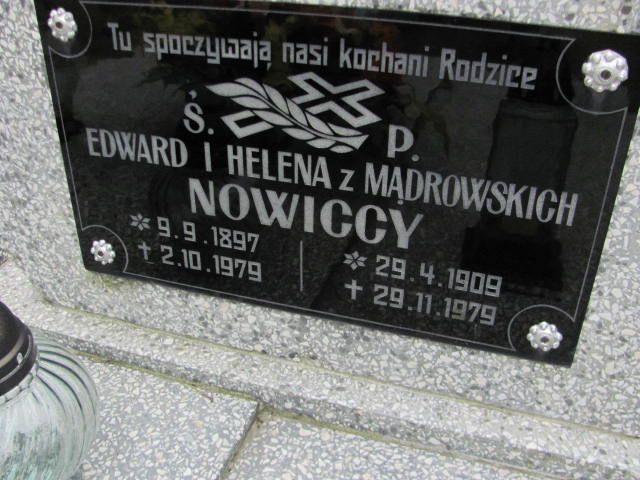 Tu spoczywają nasi kochani Rodzice
Ś. P.
EDWARD I HELENA z MĄDROWSKICH
NOWICCY
* 9.9.1897
† 2.10.1979
* 29.4.1909
† 29.11.1979